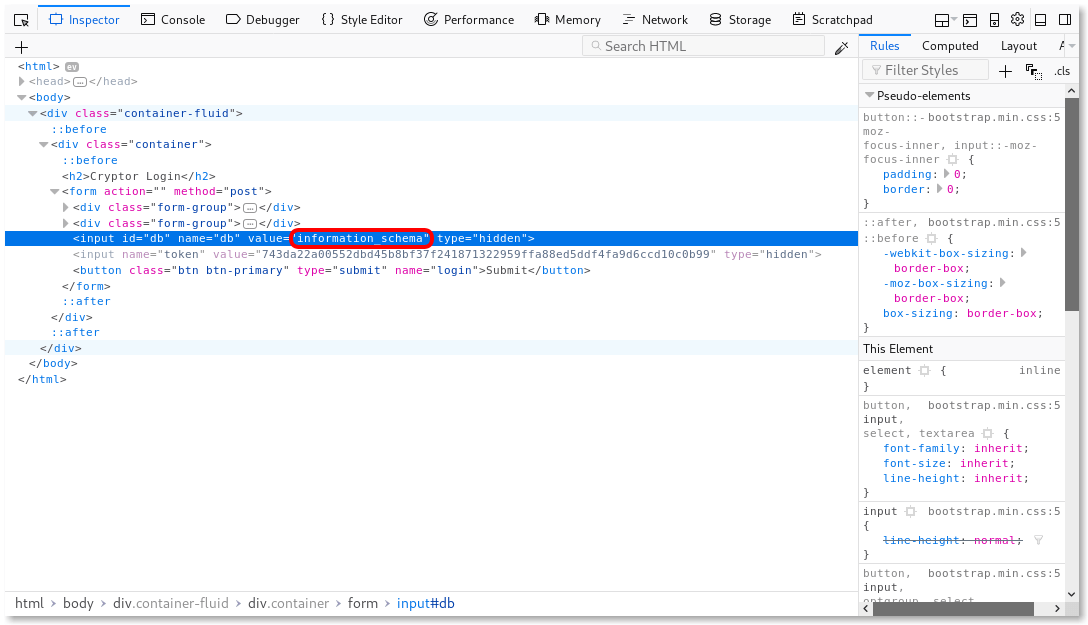 Inspector Console Debugger {} Style Editor Performance Memory Network Storage Scratchpad
+ Search HTML
<html> ev
<head>…</head>
<body>
<div class="container-fluid">
::before
<div class="container">
::before
<h2>Cryptor Login</h2>
<form action="" method="post">
<div class="form-group">…</div>
<div class="form-group">…</div>
<input id="db" name="db" value="information_schema" type="hidden">
<input name="token" value="743da22a00552dbd45b8bf37f241871322959ffa88ed5ddf4fa9d6ccd10c0b99" type="hidden">
<button class="btn btn-primary" type="submit" name="login">Submit</button>
</form>
::after
</div>
::after
</div>
</body>
</html>
html > body > div.container-fluid > div.container > form > input#db
Rules Computed Layout
Filter Styles + .cls
Pseudo-elements
button::- bootstrap.min.css:5
moz-
focus-inner, input::-moz-
focus-inner {
padding: 0;
border: 0;
}
::after, bootstrap.min.css:5
::before {
-webkit-box-sizing:
border-box;
-moz-box-sizing:
border-box;
box-sizing: border-box;
}
This Element
element { inline
}
button, bootstrap.min.css:5
input,
select, textarea {
font-family: inherit;
font-size: inherit;
line-height: inherit;
}
input bootstrap.min.css:5
{
line-height: normal;
}
button, bootstrap.min.css:5
input,
optgroup, select,